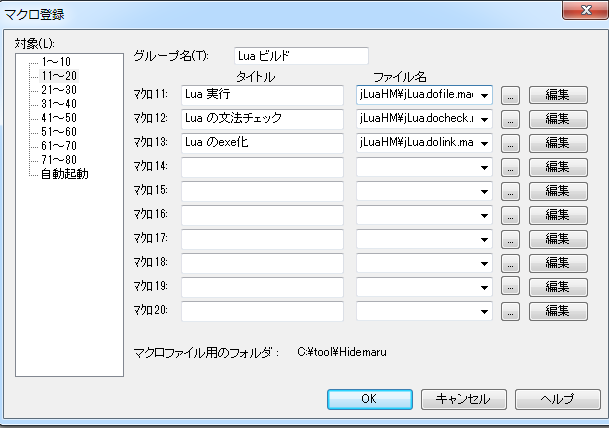 マクロ登録
対象(L):
1～10
11～20
21～30
31～40
41～50
51～60
61～70
71～80
自動起動
グループ名(T): Lua ビルド
タイトル ファイル名
マクロ11: Lua 実行 jLuaHM¥jLua.dofile.mac ... 編集
マクロ12: Lua の文法チェック jLuaHM¥jLua.docheck.r ... 編集
マクロ13: Lua のexe化 jLuaHM¥jLua.dolink.ma ... 編集
マクロ14: ... 編集
マクロ15: ... 編集
マクロ16: ... 編集
マクロ17: ... 編集
マクロ18: ... 編集
マクロ19: ... 編集
マクロ20: ... 編集
マクロファイル用のフォルダ : C:¥tool¥Hidemaru
OK キャンセル ヘルプ